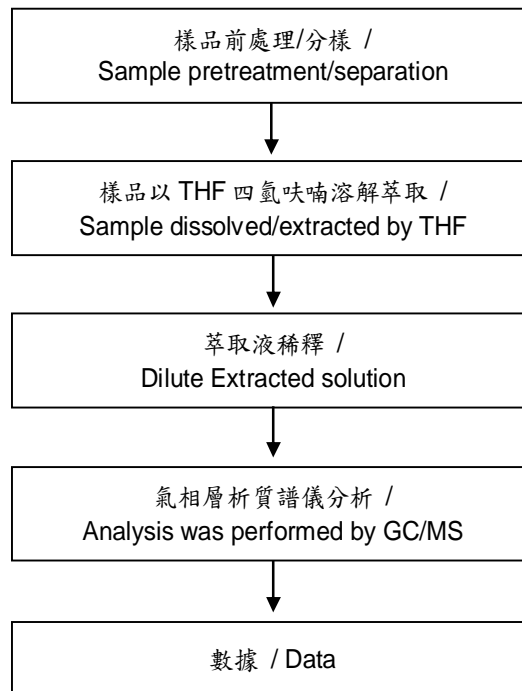 樣品前處理/分樣 /
Sample pretreatment/separation
樣品以 THF 四氫呋喃溶解萃取 /
Sample dissolved/extracted by THF
萃取液稀釋 /
Dilute Extracted solution
氣相層析質譜儀分析 /
Analysis was performed by GC/MS
數據 / Data